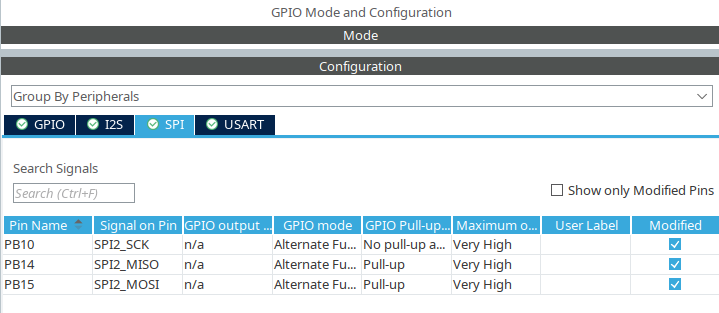 GPIO Mode and Configuration
Mode
Configuration
Group By Peripherals
GPIO I2S SPI USART
Search Signals
Search (Ctrl+F)
Show only Modified Pins
Pin Name Signal on Pin GPIO output ... GPIO mode GPIO Pull-up... Maximum o... User Label Modified
PB10 SPI2_SCK n/a Alternate Fu... No pull-up a... Very High
PB14 SPI2_MISO n/a Alternate Fu... Pull-up Very High
PB15 SPI2_MOSI n/a Alternate Fu... Pull-up Very High